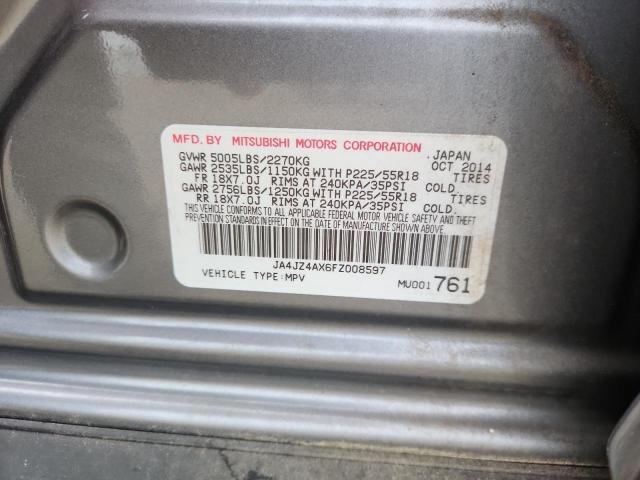 MFD. BY MITSUBISHI MOTORS CORPORATION, JAPAN
GVWR 5005LBS/2270KG OCT 2014
GAWR 2535LBS/1150KG WITH P225/55R18 TIRES
FR 18X7.0J RIMS AT 240KPA/35PSI COLD.
GAWR 2756LBS/1250KG WITH P225/55R18 TIRES
RR 18X7.0J RIMS AT 240KPA/35PSI COLD.
THIS VEHICLE CONFORMS TO ALL APPLICABLE FEDERAL MOTOR VEHICLE SAFETY AND THEFT
PREVENTION STANDARDS IN EFFECT ON THE DATE OF MANUFACTURE SHOWN ABOVE.
JA4JZ4AX6FZ008597
VEHICLE TYPE:MPV MU001761